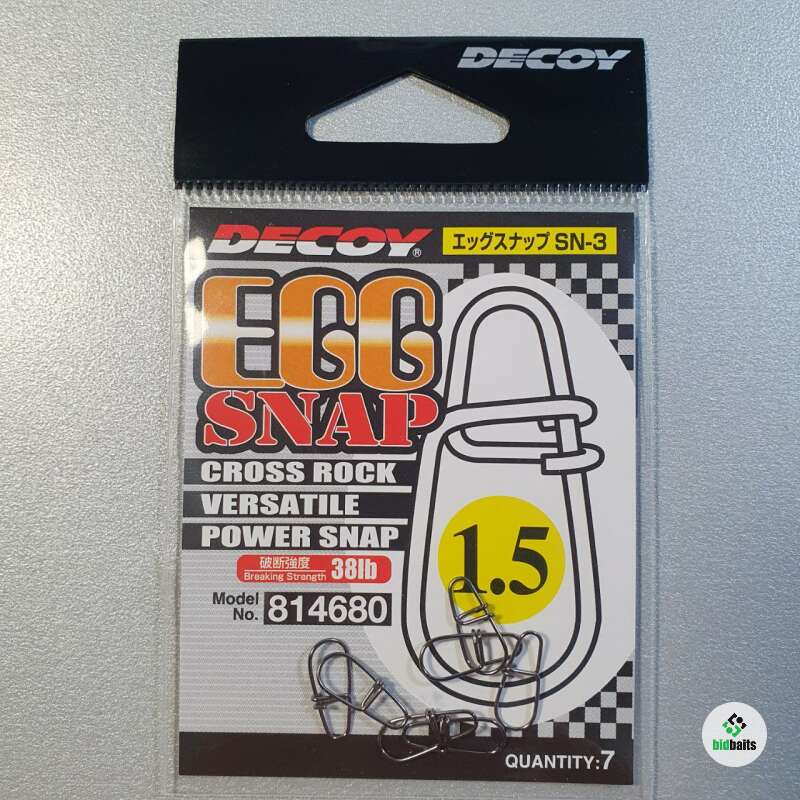 DECOY
DECOY®
エッグスナップ SN-3
EGG
SNAP
CROSS ROCK
VERSATILE
POWER SNAP
破断強度
Breaking Strength
38lb
1.5
Model
No.
814680
QUANTITY:7
bidbaits